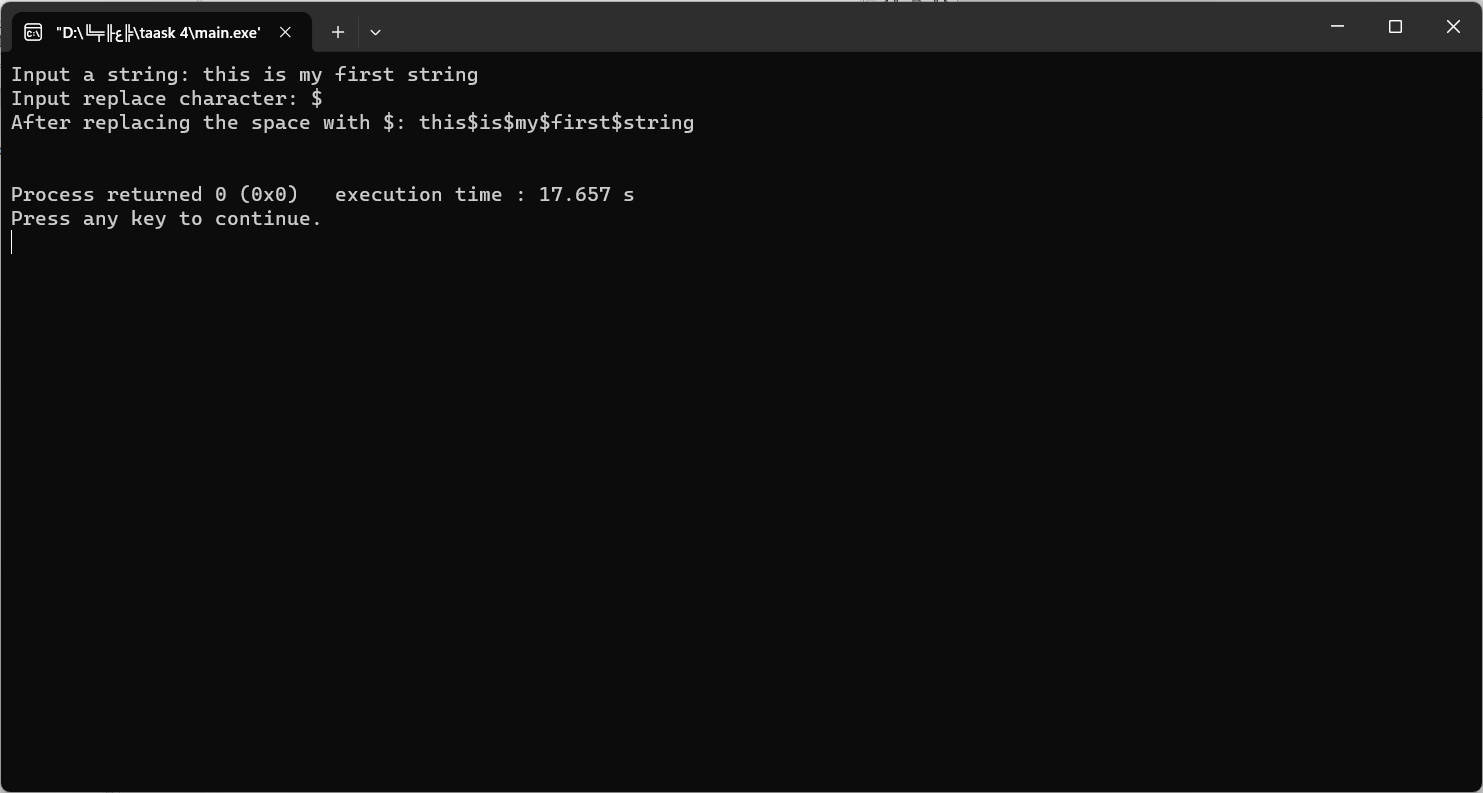 "D:\╚╤╟ع╠\taask 4\main.exe"
Input a string: this is my first string
Input replace character: $
After replacing the space with $: this$is$my$first$string
Process returned 0 (0x0)   execution time : 17.657 s
Press any key to continue.